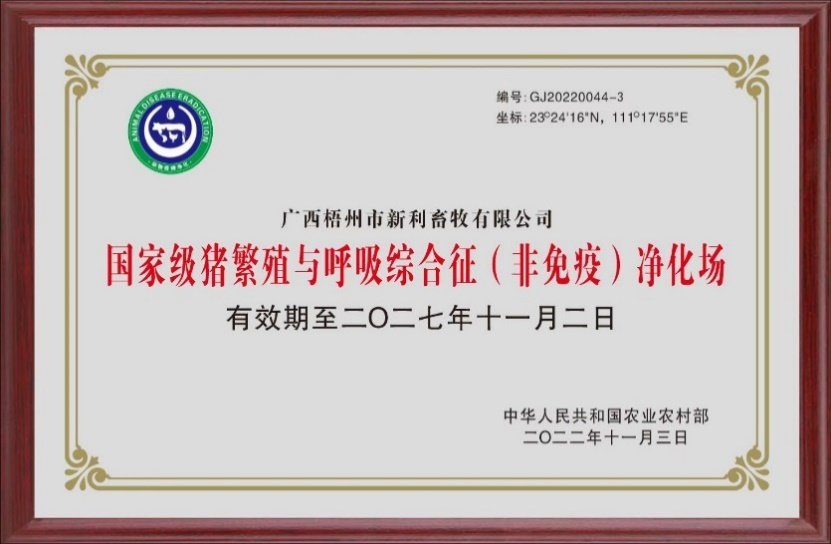 编号:GJ20220044-3
坐标:23°24'16"N, 111°17'55"E
ANIMAL DISEASE ERADICATION
广西梧州市新利畜牧有限公司
国家级猪繁殖与呼吸综合征（非免疫）净化场
有效期至二〇二七年十一月二日
中华人民共和国农业农村部
二〇二二年十一月三日